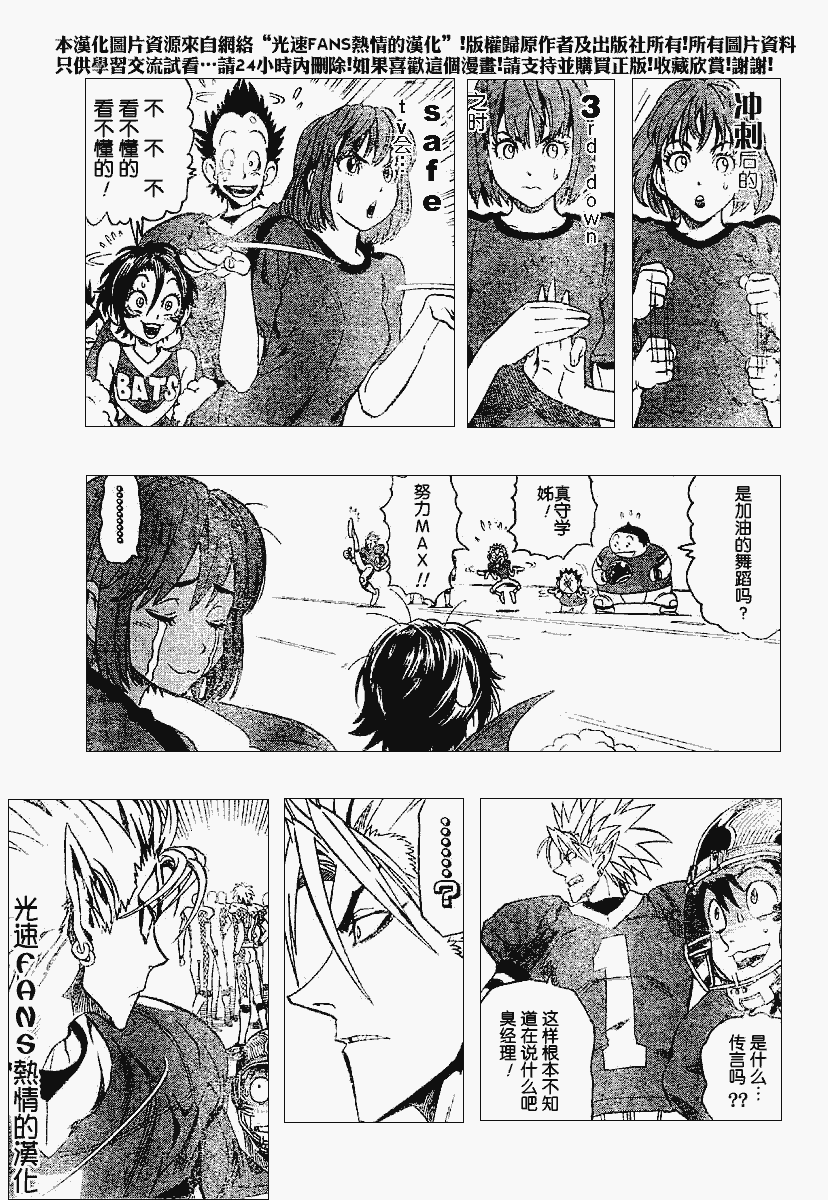 本漢化圖片資源來自網絡“光速FANS熱情的漢化”!版權歸原作者及出版社所有!所有圖片資料
只供學習交流試看…請24小時內刪除!如果喜歡這個漫畫!請支持並購買正版!收藏欣賞!謝謝!
冲刺
后的
3rd down
之时
safe
tv会…
不 不 不
看不懂的
看不懂的!
BATS
是加油的舞蹈吗?
真守学
姊!
努力MAX!!
………
是什么…
传言吗??
这样根本不知
道在说什么吧
臭经理!
1
……?
光速FANS熱情的漢化